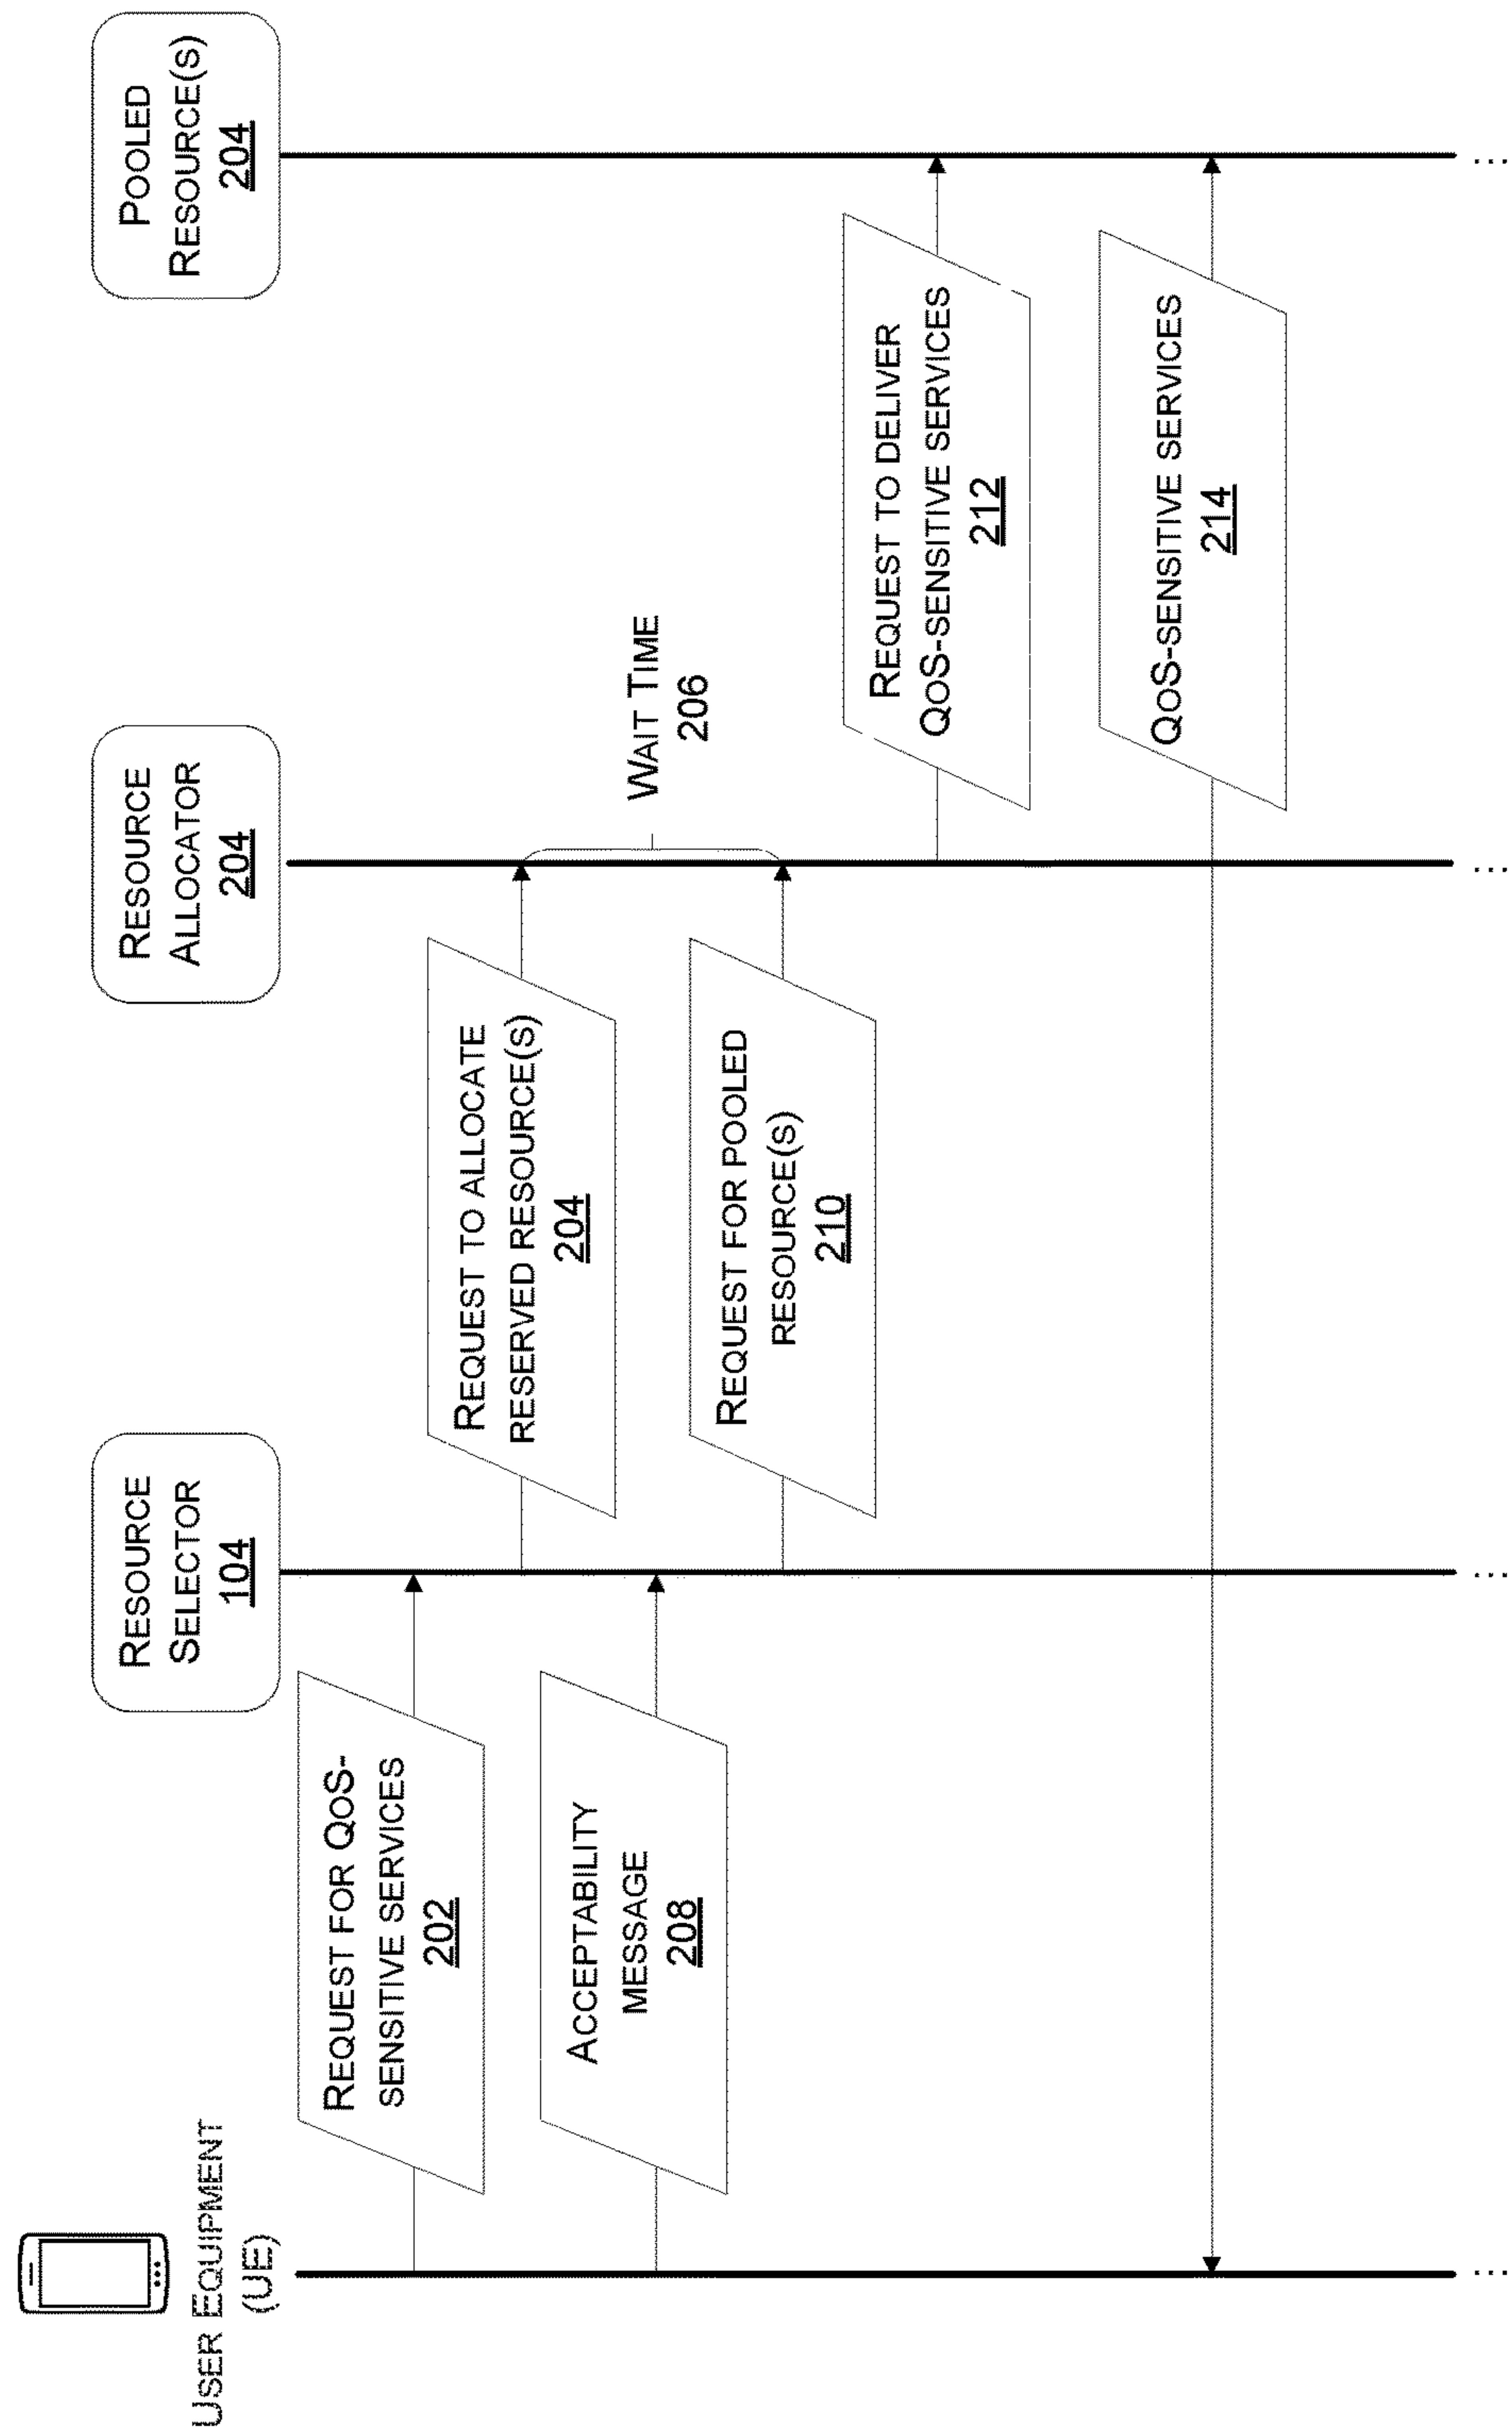 USER EQUIPMENT
(UE)
RESOURCE
SELECTOR
104
RESOURCE
ALLOCATOR
204
POOLED
RESOURCE(S)
204
REQUEST FOR QOS-
SENSITIVE SERVICES
202
REQUEST TO ALLOCATE
RESERVED RESOURCE(S)
204
WAIT TIME
206
ACCEPTABILITY
MESSAGE
208
REQUEST FOR POOLED
RESOURCE(S)
210
REQUEST TO DELIVER
QOS-SENSITIVE SERVICES
212
QOS-SENSITIVE SERVICES
214
...
...
...
...